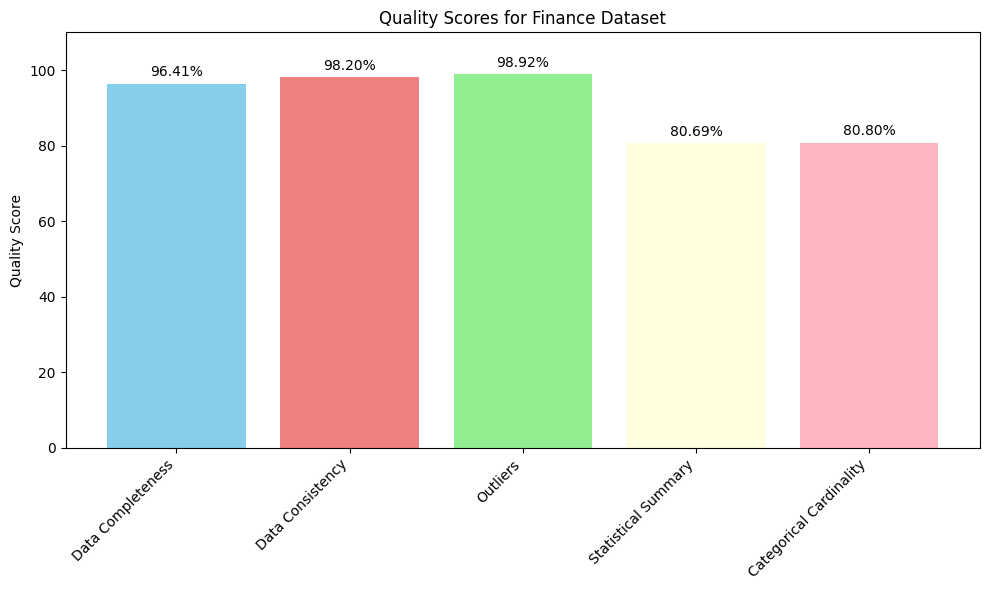 Quality Scores for Finance Dataset
Quality Score
100
80
60
40
20
0
96.41%
98.20%
98.92%
80.69%
80.80%
Data Completeness
Data Consistency
Outliers
Statistical Summary
Categorical Cardinality